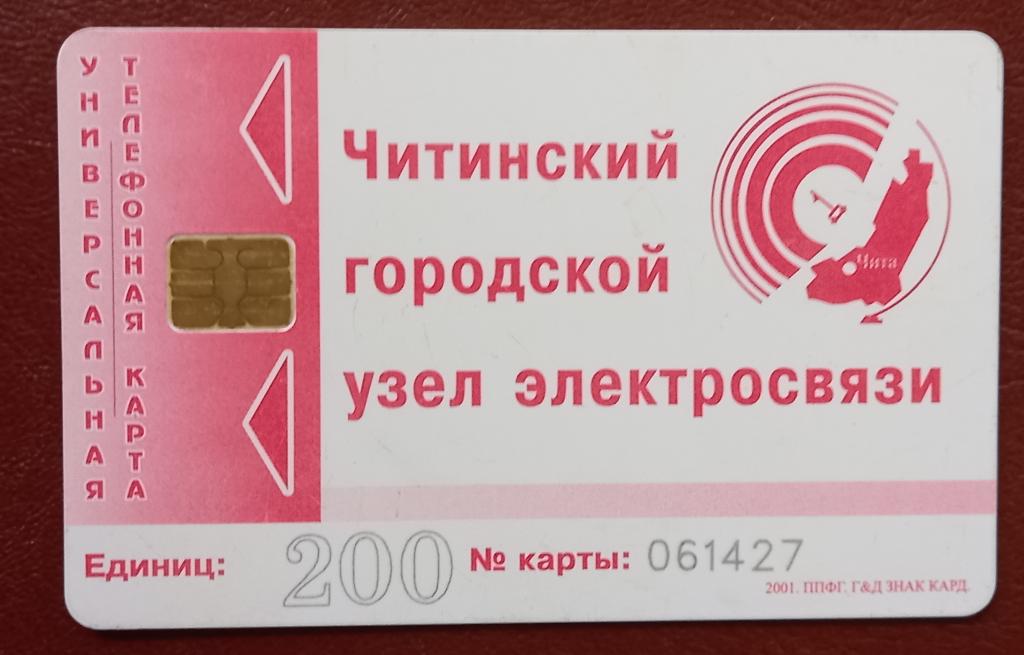 УНИВЕРСАЛЬНАЯ
ТЕЛЕФОННАЯ КАРТА
Читинский
городской
узел электросвязи
Чита
Единиц: 200 № карты: 061427
2001. ППФГ. Г&Д ЗНАК КАРД.